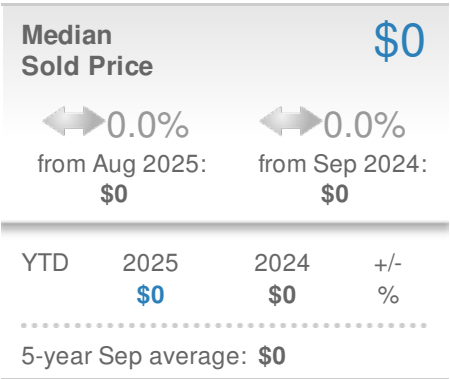 Median
Sold Price
$0
0.0% 0.0%
from Aug 2025: from Sep 2024:
$0 $0
YTD 2025 2024 +/-
$0 $0 %
5-year Sep average: $0